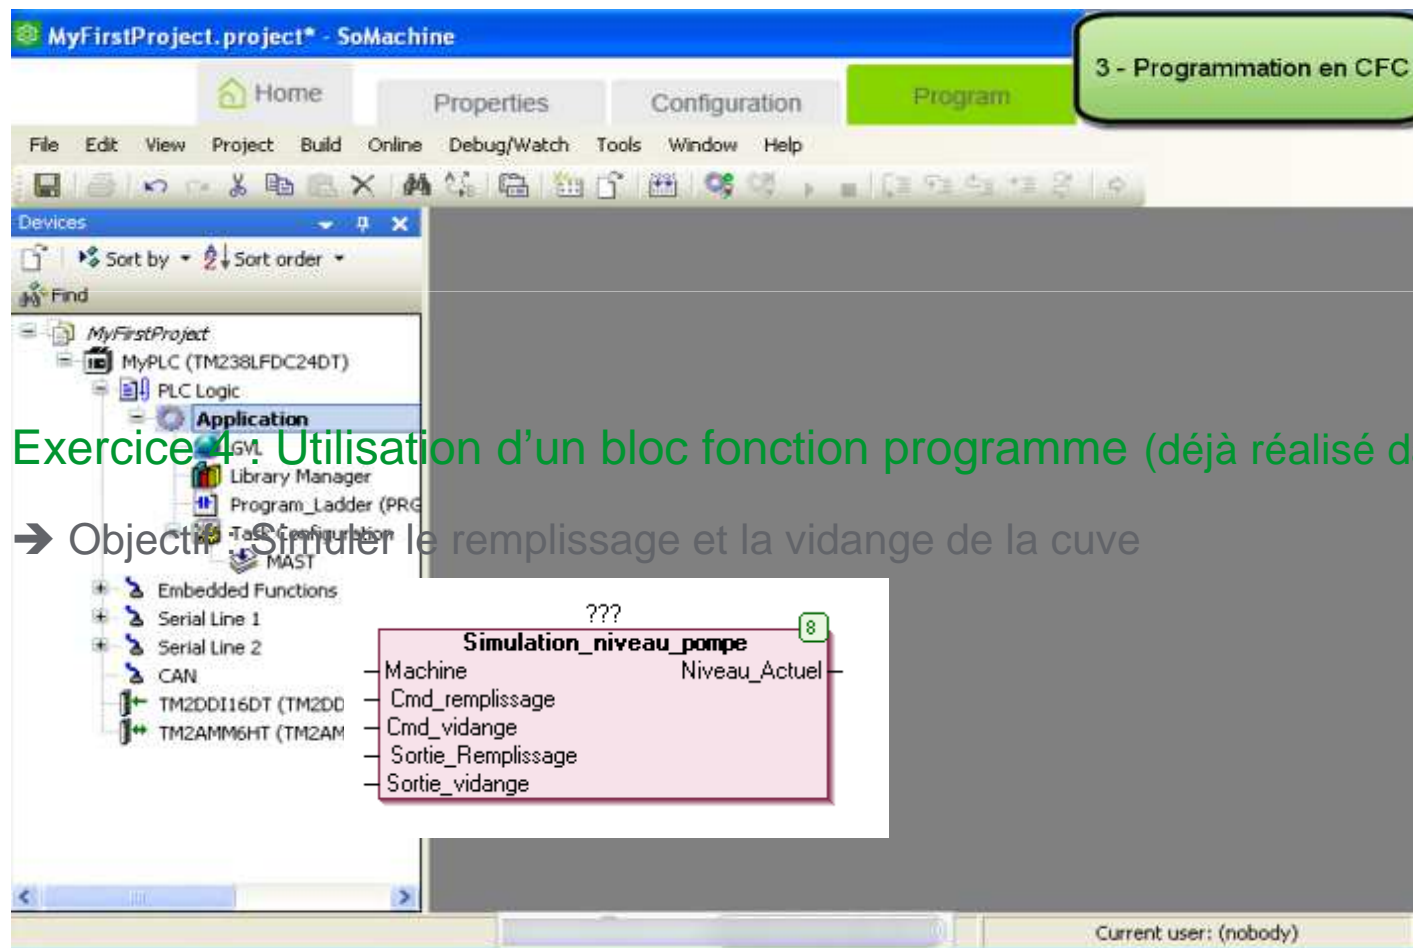 MyFirstProject.project* - SoMachine
3 - Programmation en CFC
Home Properties Configuration Program
File Edit View Project Build Online Debug/Watch Tools Window Help
Devices
Sort by Sort order
Find
MyFirstProject
MyPLC (TM238LFDC24DT)
PLC Logic
Application
Exercice 4 : Utilisation d'un bloc fonction programme (déjà réalisé d
GVL
Library Manager
Program_Ladder (PRG
➔ Objectif : Simuler le remplissage et la vidange de la cuve
Task Configuration
MAST
Embedded Functions
Serial Line 1
Serial Line 2
CAN
TM2DDI16DT (TM2DD
TM2AMM6HT (TM2AM
???
8
Simulation_niveau_pompe
Machine Niveau_Actuel
Cmd_remplissage
Cmd_vidange
Sortie_Remplissage
Sortie_vidange
Current user: (nobody)